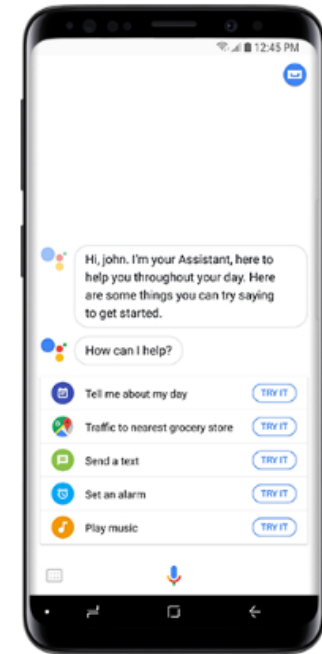 12:45 PM
Hi, john. I'm your Assistant, here to
help you throughout your day. Here
are some things you can try saying
to get started.
How can I help?
Tell me about my day TRY IT
Traffic to nearest grocery store TRY IT
Send a text TRY IT
Set an alarm TRY IT
Play music TRY IT